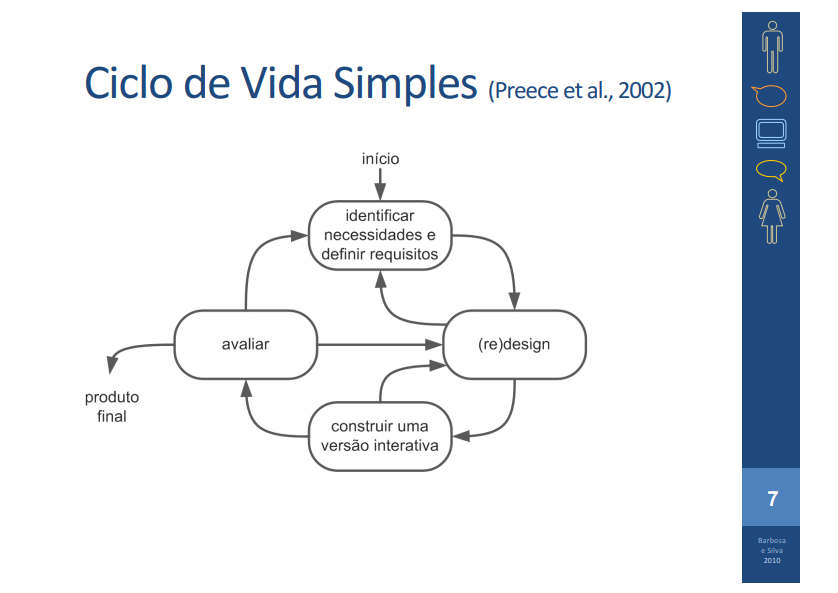 Ciclo de Vida Simples (Preece et al., 2002)
início
identificar
necessidades e
definir requisitos
avaliar
(re)design
produto
final
construir uma
versão interativa
7
Barbosa
e Silva
2010